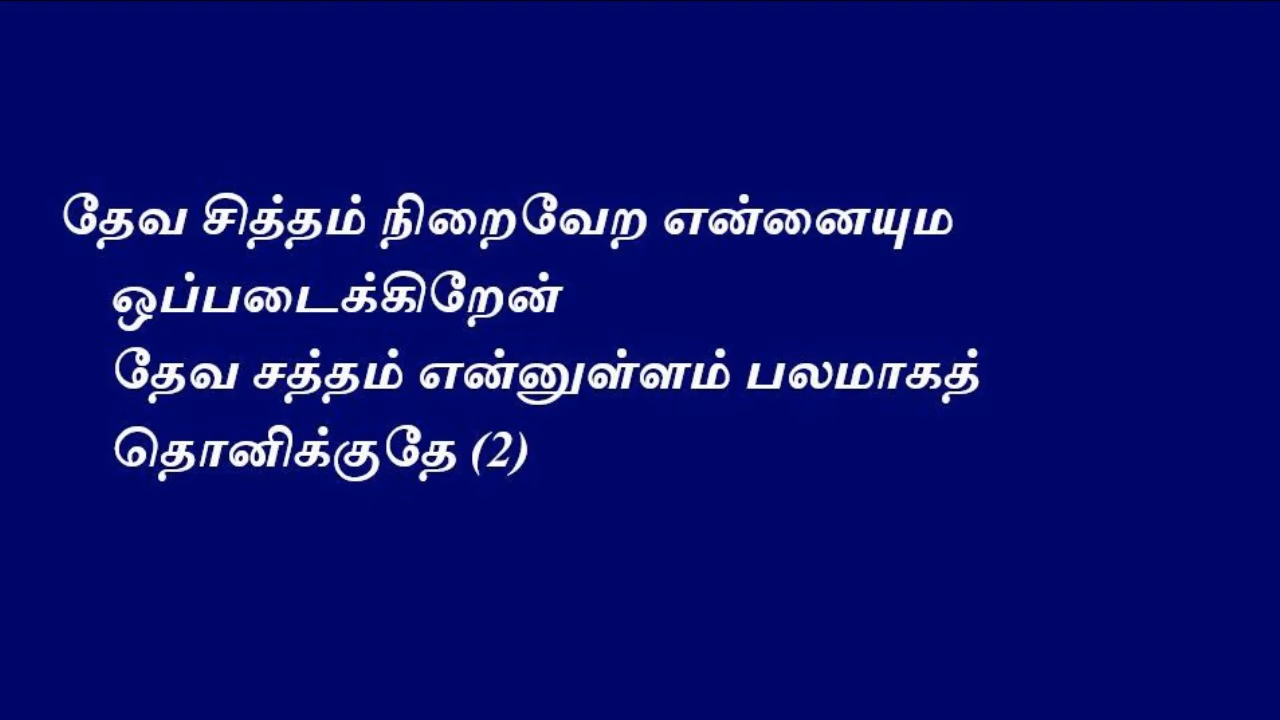 தேவ சித்தம் நிறைவேற என்னையும
ஒப்படைக்கிறேன்
தேவ சத்தம் என்னுள்ளம் பலமாகத்
தொனிக்குதே (2)